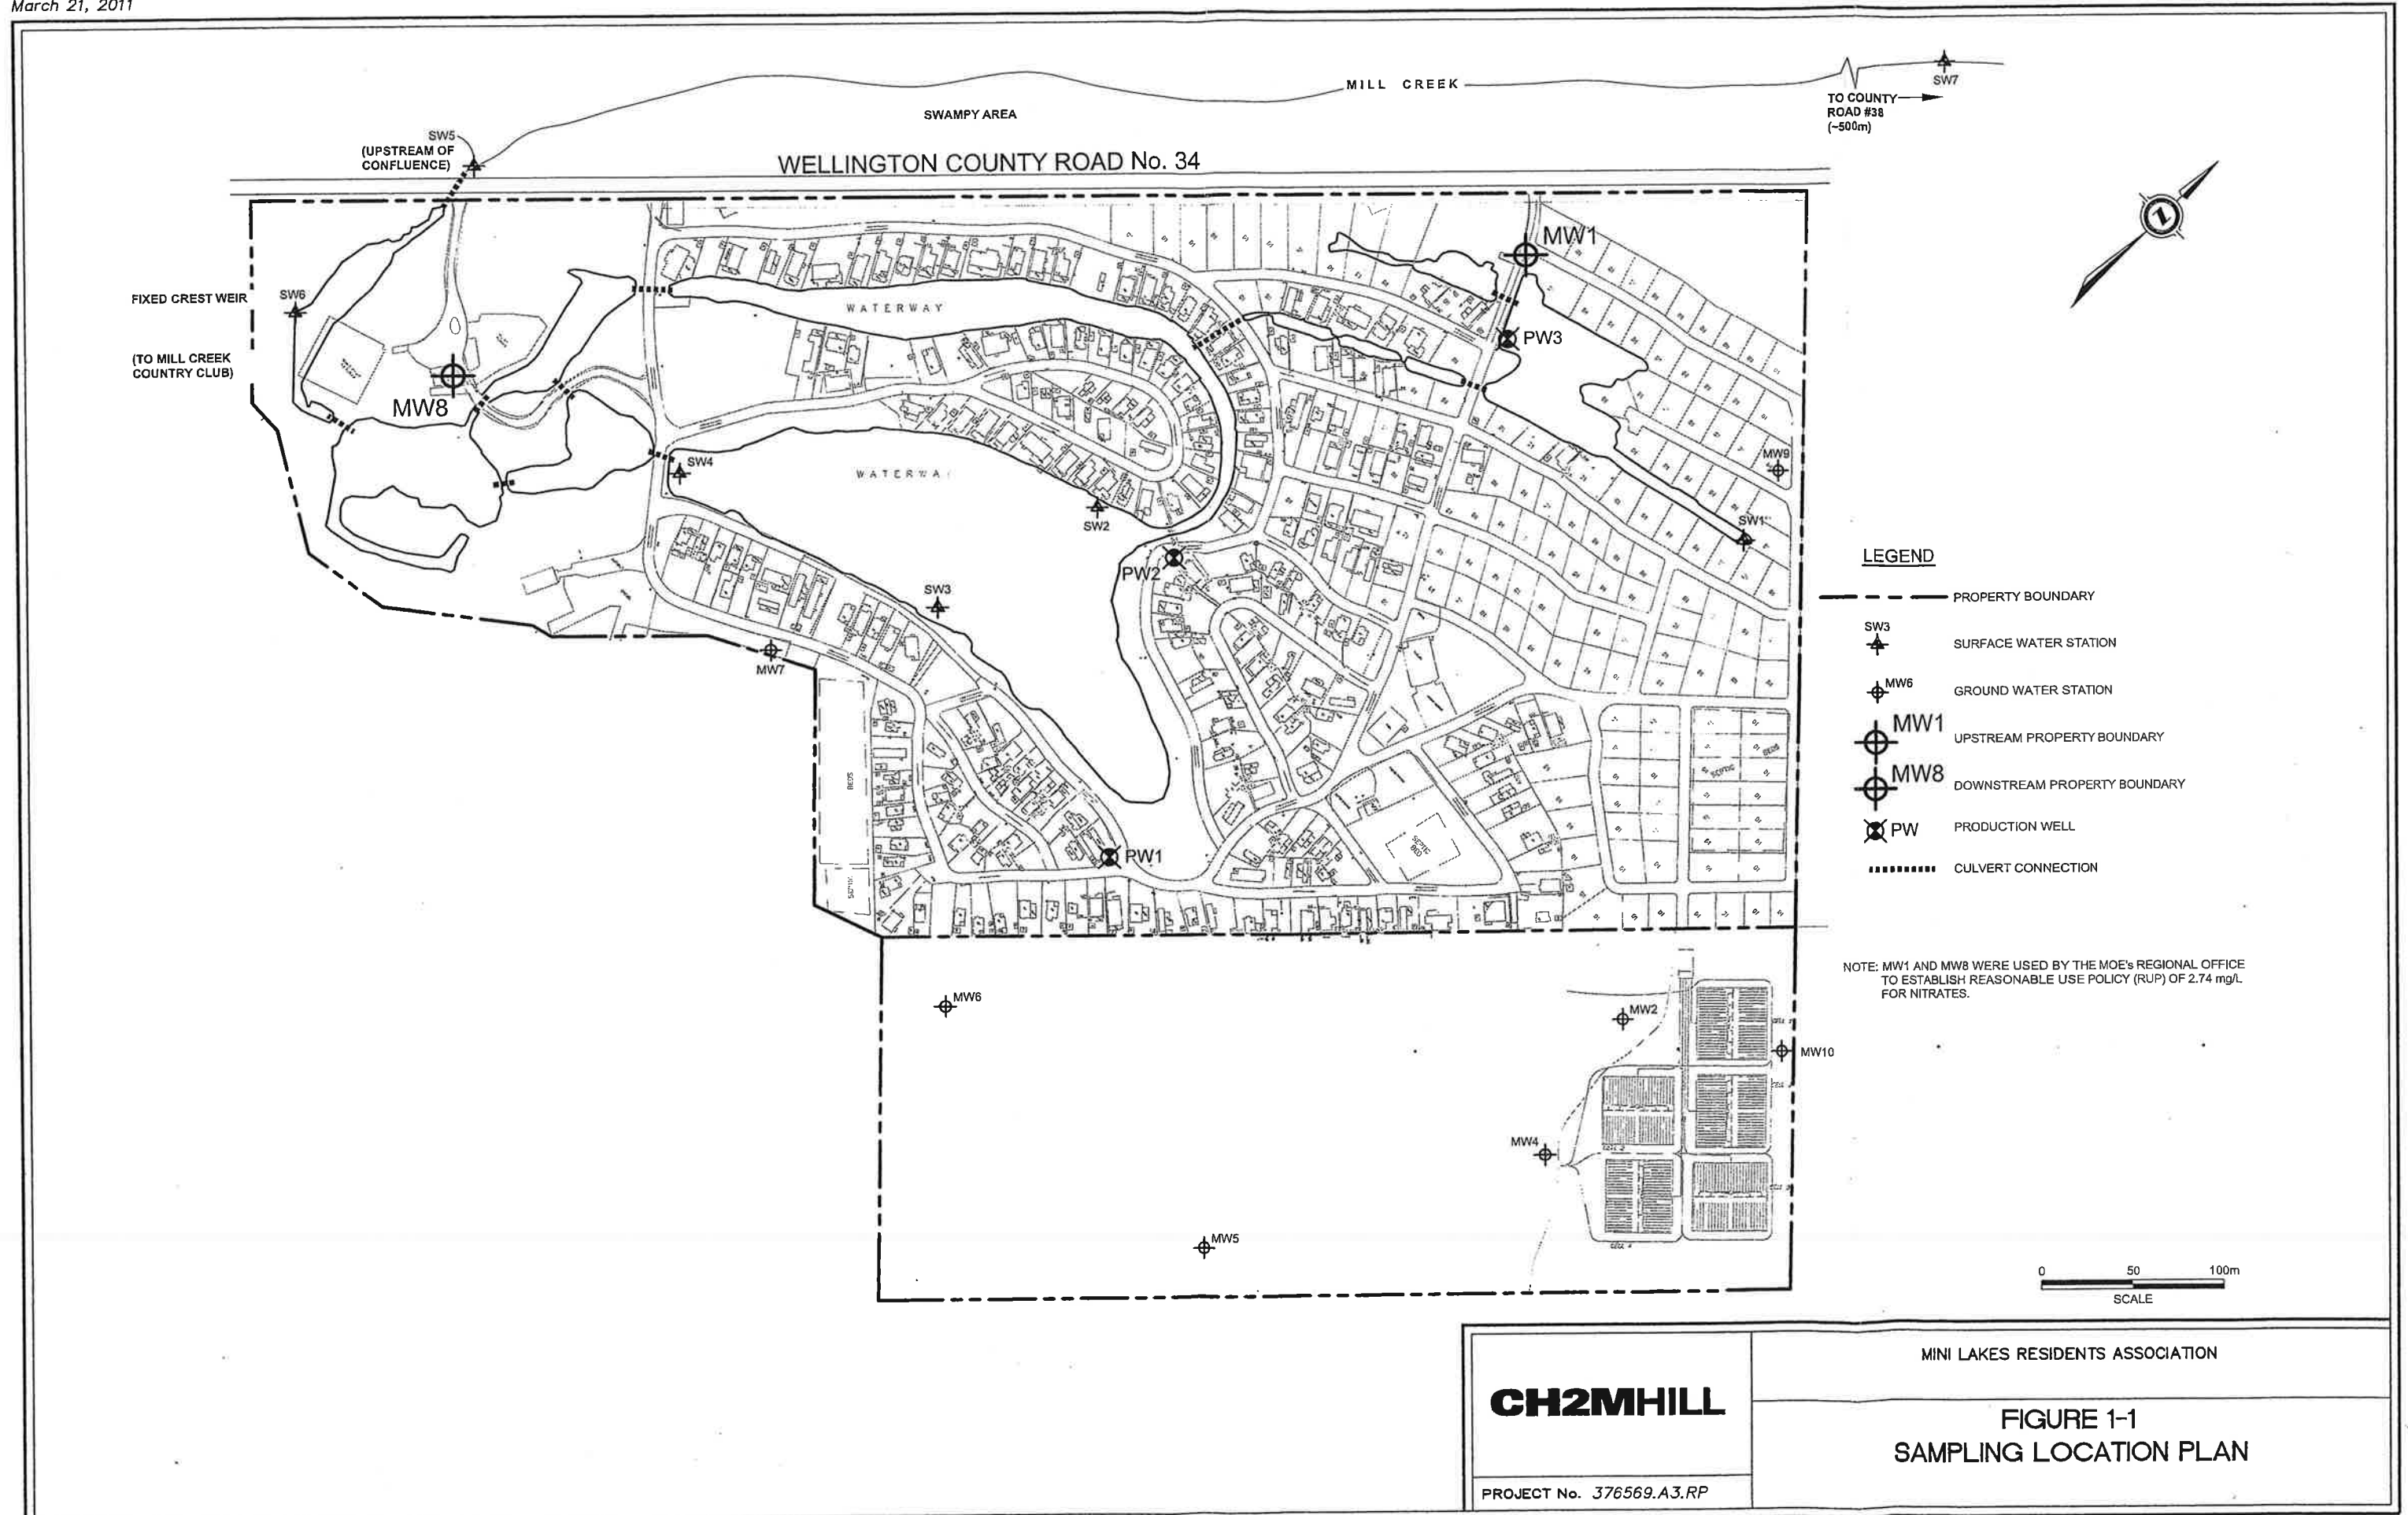 March 21, 2011
MILL CREEK
SW7
TO COUNTY
ROAD #38
(~500m)
SWAMPY AREA
SW5
(UPSTREAM OF
CONFLUENCE)
WELLINGTON COUNTY ROAD No. 34
MW1
FIXED CREST WEIR
SW6
WATERWAY
PW3
(TO MILL CREEK
COUNTRY CLUB)
MW8
MW9
SW4
WATERWA
SW2
SW1
PW2
SW3
MW7
BEDS
SEPTIC
BEDS
SEPTIC
PW1
LEGEND
PROPERTY BOUNDARY
SW3
SURFACE WATER STATION
MW6
GROUND WATER STATION
MW1
UPSTREAM PROPERTY BOUNDARY
MW8
DOWNSTREAM PROPERTY BOUNDARY
PW
PRODUCTION WELL
CULVERT CONNECTION
NOTE: MW1 AND MW8 WERE USED BY THE MOE's REGIONAL OFFICE
TO ESTABLISH REASONABLE USE POLICY (RUP) OF 2.74 mg/L
FOR NITRATES.
MW6
MW2
MW10
MW4
MW5
0 50 100m
SCALE
CH2MHILL
MINI LAKES RESIDENTS ASSOCIATION
FIGURE 1-1
SAMPLING LOCATION PLAN
PROJECT No. 376569.A3.RP